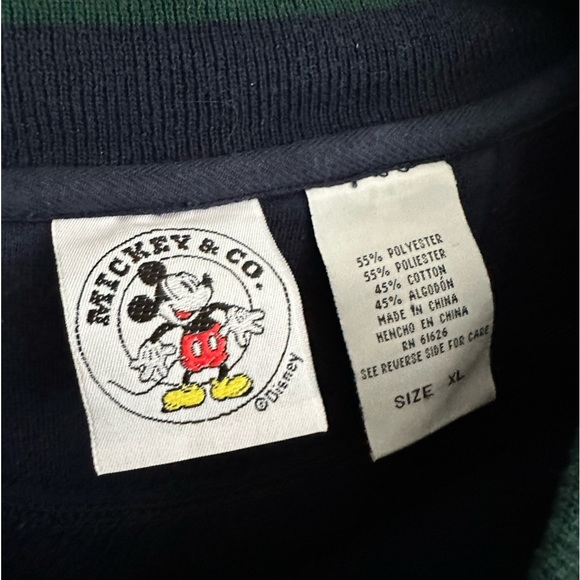 MICKEY & CO.
©Disney
55% POLYESTER
55% POLIESTER
45% COTTON
45% ALGODÓN
MADE IN CHINA
HENCHO EN CHINA
RN 61626
SEE REVERSE SIDE FOR CARE
SIZE XL